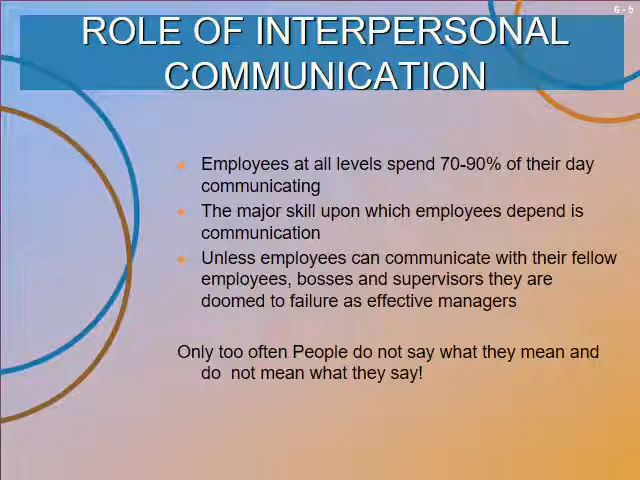 6 - 5
ROLE OF INTERPERSONAL
COMMUNICATION
Employees at all levels spend 70-90% of their day
communicating
The major skill upon which employees depend is
communication
Unless employees can communicate with their fellow
employees, bosses and supervisors they are
doomed to failure as effective managers
Only too often People do not say what they mean and
do  not mean what they say!